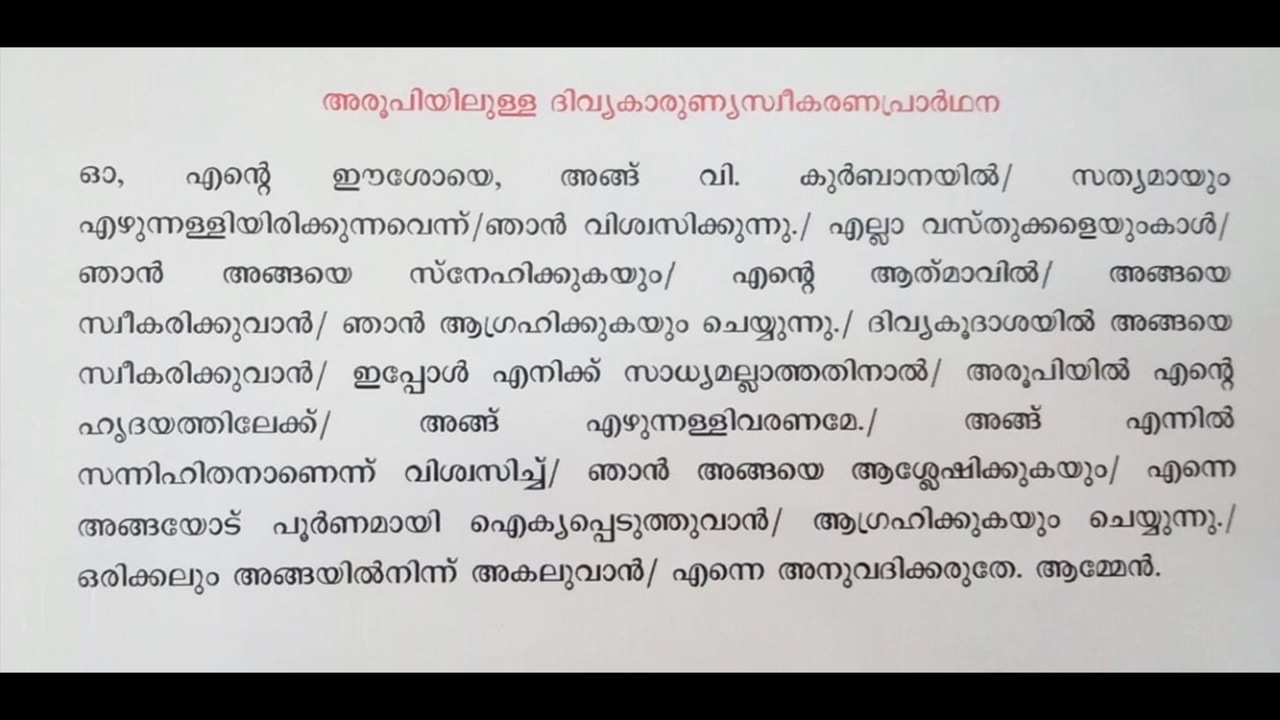 അരൂപിയിലുള്ള ദിവ്യകാരുണ്യസ്വീകരണപ്രാർഥന
ഓ, എന്റെ ഈശോയെ, അങ്ങ് വി. കുർബാനയിൽ/ സത്യമായും
എഴുന്നള്ളിയിരിക്കുന്നവെന്ന്/ഞാൻ വിശ്വസിക്കുന്നു./ എല്ലാ വസ്തുക്കളെയുംകാൾ/
ഞാൻ അങ്ങയെ സ്നേഹിക്കുകയും/ എന്റെ ആത്മാവിൽ/ അങ്ങയെ
സ്വീകരിക്കുവാൻ/ ഞാൻ ആഗ്രഹിക്കുകയും ചെയ്യുന്നു./ ദിവ്യകൂദാശയിൽ അങ്ങയെ
സ്വീകരിക്കുവാൻ/ ഇപ്പോൾ എനിക്ക് സാധ്യമല്ലാത്തതിനാൽ/ അരൂപിയിൽ എന്റെ
ഹൃദയത്തിലേക്ക്/ അങ്ങ് എഴുന്നള്ളിവരണമേ./ അങ്ങ് എന്നിൽ
സന്നിഹിതനാണെന്ന് വിശ്വസിച്ച്/ ഞാൻ അങ്ങയെ ആശ്ലേഷിക്കുകയും/ എന്നെ
അങ്ങയോട് പൂർണമായി ഐക്യപ്പെടുത്തുവാൻ/ ആഗ്രഹിക്കുകയും ചെയ്യുന്നു./
ഒരിക്കലും അങ്ങയിൽനിന്ന് അകലുവാൻ/ എന്നെ അനുവദിക്കരുതേ. ആമ്മേൻ.